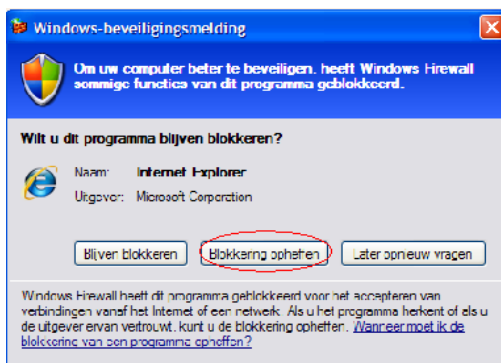 Windows-beveiligingsmelding
Om uw computer beter te beveiligen, heeft Windows Firewall
sommige functies van dit programma geblokkeerd.
Wilt u dit programma blijven blokkeren?
Naam: Internet Explorer
Uitgever: Microsoft Corporation
Blijven blokkeren Blokkering opheffen Later opnieuw vragen
Windows Firewall heeft dit programma geblokkeerd voor het accepteren van
verbindingen vanaf het Internet of een netwerk. Als u het programma herkent of als u
de uitgever ervan vertrouwt, kunt u de blokkering opheffen. Wanneer moet ik de
blokkering van een programma opheffen?